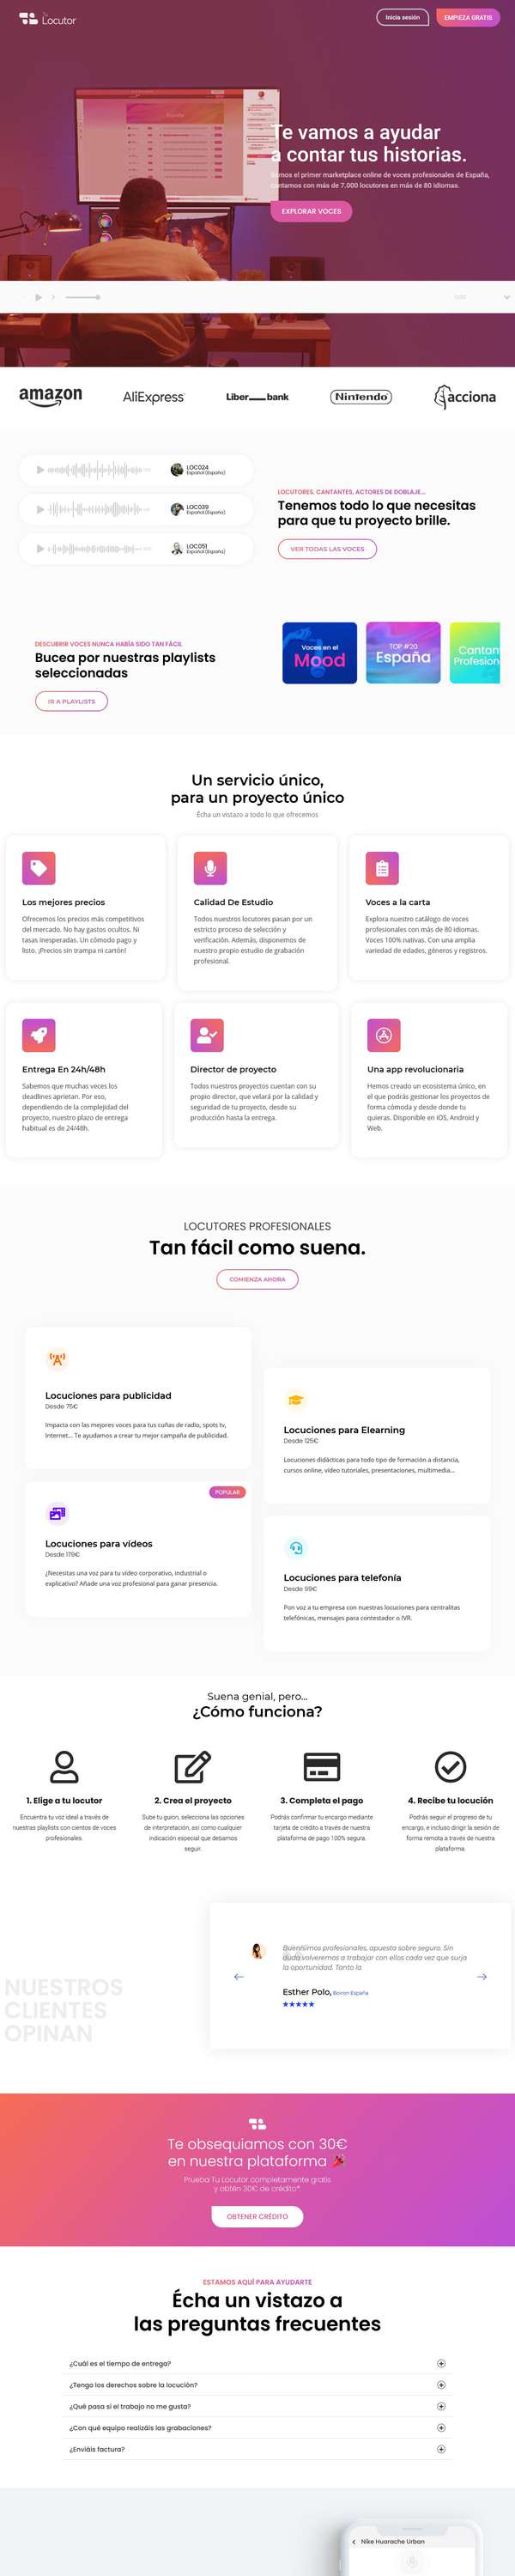 Tu
Locutor
Inicia sesión
EMPIEZA GRATIS
Te vamos a ayudar
a contar tus historias.
Somos el primer marketplace online de voces profesionales de España,
contamos con más de 7.000 locutores en más de 80 idiomas.
EXPLORAR VOCES
amazon
AliExpress
Liberbank
Nintendo
acciona
LOC024
Español (España)
LOC039
Español (España)
LOC051
Español (España)
LOCUTORES, CANTANTES, ACTORES DE DOBLAJE...
Tenemos todo lo que necesitas
para que tu proyecto brille.
VER TODAS LAS VOCES
DESCUBRIR VOCES NUNCA HABÍA SIDO TAN FÁCIL
Bucea por nuestras playlists
seleccionadas
IR A PLAYLISTS
Voces en el
Mood
TOP #20
España
Cantan
Profesion
Un servicio único,
para un proyecto único
Écha un vistazo a todo lo que ofrecemos
Los mejores precios
Ofrecemos los precios más competitivos
del mercado. No hay gastos ocultos. Ni
tasas inesperadas. Un cómodo pago y
listo. ¡Precios sin trampa ni cartón!
Calidad De Estudio
Todos nuestros locutores pasan por un
estricto proceso de selección y
verificación. Además, disponemos de
nuestro propio estudio de grabación
profesional.
Voces a la carta
Explora nuestro catálogo de voces
profesionales con más de 80 idiomas.
Voces 100% nativas. Con una amplia
variedad de edades, géneros y registros.
Entrega En 24h/48h
Sabemos que muchas veces los
deadlines aprietan. Por eso,
dependiendo de la complejidad del
proyecto, nuestro plazo de entrega
habitual es de 24/48h.
Director de proyecto
Todos nuestros proyectos cuentan con su
propio director, que velará por la calidad y
seguridad de tu proyecto, desde su
producción hasta la entrega.
Una app revolucionaria
Hemos creado un ecosistema único, en
el que podrás gestionar los proyectos de
forma cómoda y desde donde tu
quieras. Disponible en iOS, Android y
Web.
LOCUTORES PROFESIONALES
Tan fácil como suena.
COMIENZA AHORA
Locuciones para publicidad
Desde 75€
Impacta con las mejores voces para tus cuñas de radio, spots tv,
Internet... Te ayudamos a crear tu mejor campaña de publicidad.
Locuciones para Elearning
Desde 125€
Locuciones didácticas para todo tipo de formación a distancia,
cursos online, vídeo tutoriales, presentaciones, multimedia...
POPULAR
Locuciones para vídeos
Desde 179€
¿Necesitas una voz para tu vídeo corporativo, industrial o
explicativo? Añade una voz profesional para ganar presencia.
Locuciones para telefonía
Desde 99€
Pon voz a tu empresa con nuestras locuciones para centralitas
telefónicas, mensajes para contestador o IVR.
Suena genial, pero...
¿Cómo funciona?
1. Elige a tu locutor
Encuentra tu voz ideal a través de
nuestras playlists con cientos de voces
profesionales.
2. Crea el proyecto
Sube tu guion, selecciona las opciones
de interpretación, así como cualquier
indicación especial que debamos
seguir.
3. Completa el pago
Podrás confirmar tu encargo mediante
tarjeta de crédito a través de nuestra
plataforma de pago 100% segura.
4. Recibe tu locución
Podrás seguir el progreso de tu
encargo, e incluso dirigir la sesión de
forma remota a través de nuestra
plataforma.
NUESTROS
CLIENTES
OPINAN
Buenísimos profesionales, apuesta sobre seguro. Sin
duda volveremos a trabajar con ellos cada vez que surja
la oportunidad. Tanto la
Esther Polo, Boiron España
★★★★★
Te obsequiamos con 30€
en nuestra plataforma 🎉
Prueba Tu Locutor completamente gratis
y obtén 30€ de crédito*.
OBTENER CRÉDITO
ESTAMOS AQUÍ PARA AYUDARTE
Écha un vistazo a
las preguntas frecuentes
¿Cuál es el tiempo de entrega?
¿Tengo los derechos sobre la locución?
¿Qué pasa si el trabajo no me gusta?
¿Con qué equipo realizáis las grabaciones?
¿Enviáis factura?
Nike Huarache Urban